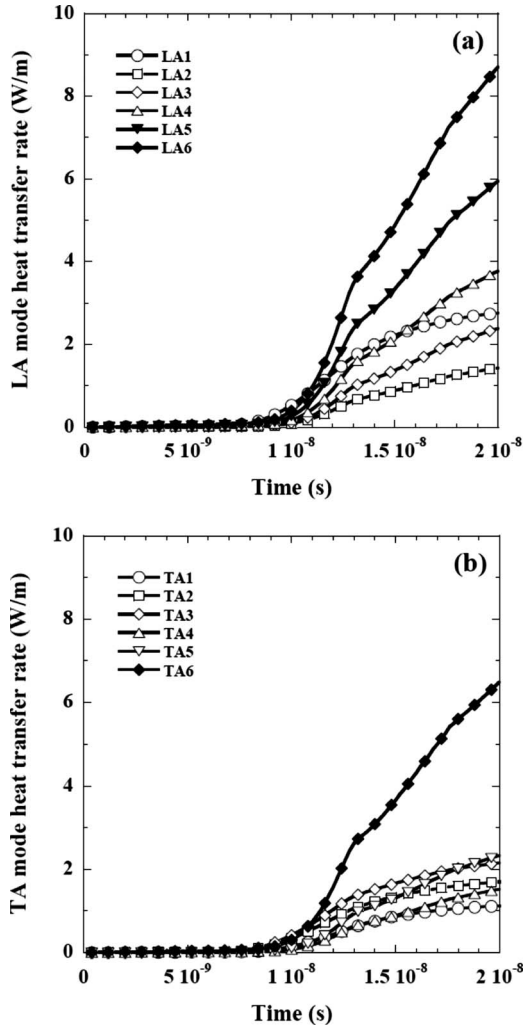 10
(a)
LA1
LA2
8
LA3
LA4
LA5
LA6
6
4
2
0
LA mode heat transfer rate (W/m)
0 5 10⁻⁹ 1 10⁻⁸ 1.5 10⁻⁸ 2 10⁻⁸
Time (s)
10
(b)
TA1
TA2
8
TA3
TA4
TA5
TA6
6
4
2
0
TA mode heat transfer rate (W/m)
0 5 10⁻⁹ 1 10⁻⁸ 1.5 10⁻⁸ 2 10⁻⁸
Time (s)